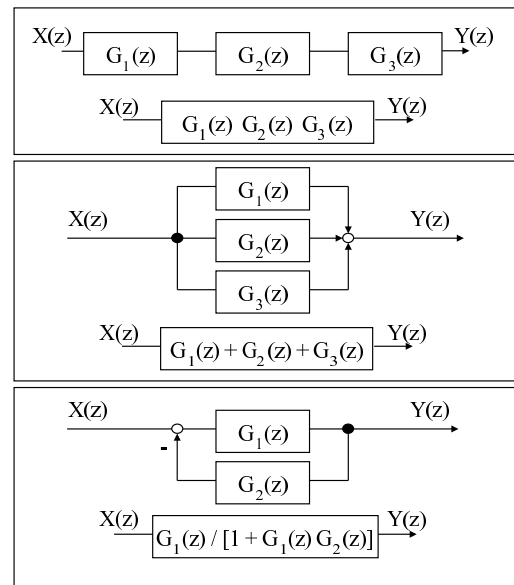 X(z) G₁(z) G₂(z) G₃(z) Y(z)
X(z) G₁(z) G₂(z) G₃(z) Y(z)
G₁(z)
X(z) G₂(z) Y(z)
G₃(z)
X(z) G₁(z) + G₂(z) + G₃(z) Y(z)
X(z) G₁(z) Y(z)
-
G₂(z)
X(z) G₁(z) / [1 + G₁(z) G₂(z)] Y(z)